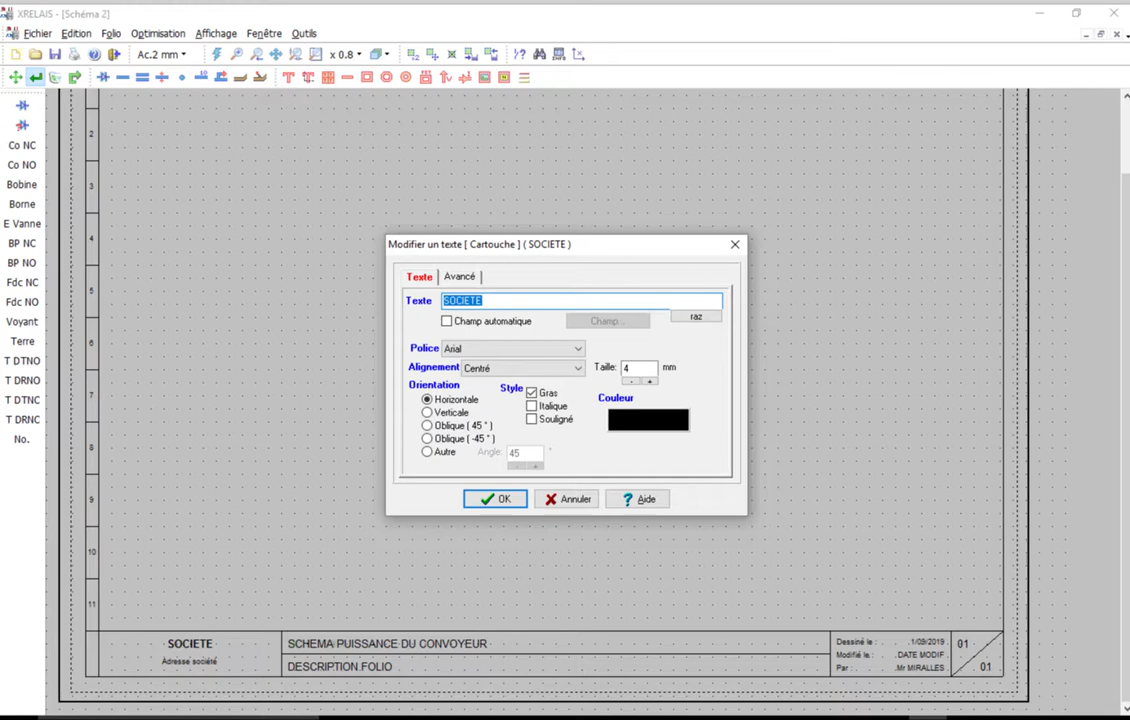 XRELAIS - [Schéma 2]
Fichier Edition Folio Optimisation Affichage Fenêtre Outils
Ac.2 mm x 0.8
Co NC
Co NO
Bobine
Borne
E Vanne
BP NC
BP NO
Fdc NC
Fdc NO
Voyant
Terre
T DTNO
T DRNO
T DTNC
T DRNC
No.
2
3
4
5
6
7
8
9
10
11
Modifier un texte [ Cartouche ] ( SOCIETE )
Texte Avancé
Texte SOCIETE
Champ automatique Champ... raz
Police Arial
Alignement Centré Taille: 4 mm
- +
Orientation Style Couleur
Horizontale Gras
Verticale Italique
Oblique ( 45 ° ) Souligné
Oblique ( -45 ° )
Autre Angle: 45 °
- +
OK Annuler Aide
SOCIETE SCHEMA PUISSANCE DU CONVOYEUR Dessiné le : 1/09/2019 01
Adresse société DESCRIPTION FOLIO Modifié le : DATE MODIF
Par : Mr MIRALLES 01